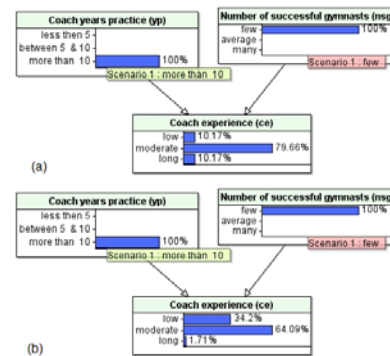 Coach years practice (yp)
less then 5
between 5 & 10
more than 10
100%
Scenario 1 : more than 10
Number of successful gymnasts (nsg
few
average
many
100%
Scenario 1 : few
Coach experience (ce)
low
moderate
long
10.17%
79.66%
10.17%
(a)
Coach years practice (yp)
less then 5
between 5 & 10
more than 10
100%
Scenario 1 : more than 10
Number of successful gymnasts (nsg
few
average
many
100%
Scenario 1 : few
Coach experience (ce)
low
moderate
long
34.2%
64.09%
1.71%
(b)